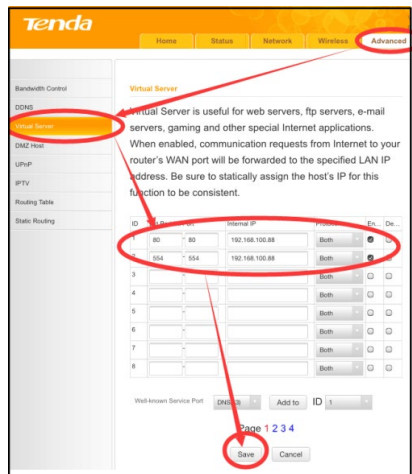 Tenda
Home Status Network Wireless Advanced
Bandwidth Control
DDNS
Virtual Server
DMZ Host
UPnP
IPTV
Routing Table
Static Routing
Virtual Server
Virtual Server is useful for web servers, ftp servers, e-mail
servers, gaming and other special Internet applications.
When enabled, communication requests from Internet to your
router's WAN port will be forwarded to the specified LAN IP
address. Be sure to statically assign the host's IP for this
function to be consistent.
ID Internal IP En... De...
1 80 - 80 192.168.100.88 Both
2 554 - 554 192.168.100.88 Both
3 - Both
4 - Both
5 - Both
6 - Both
7 - Both
8 - Both
Well-known Service Port Add to ID 1
Page 1 2 3 4
Save Cancel